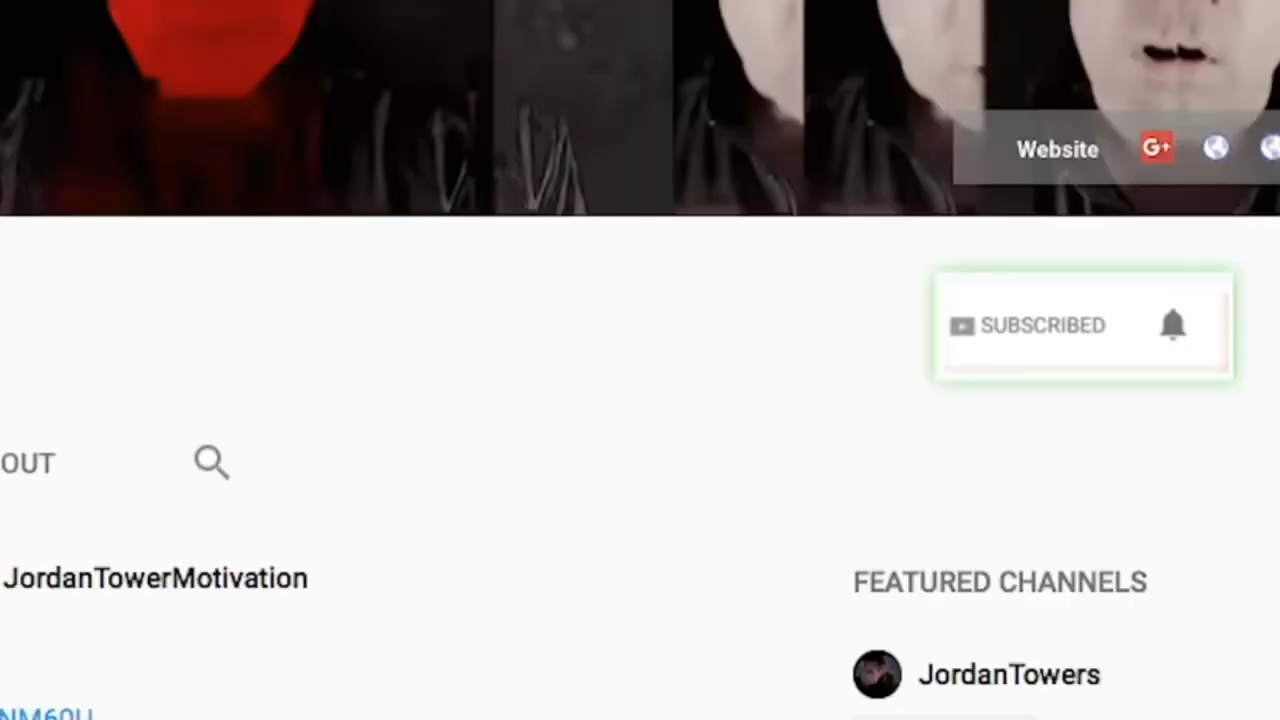 Website G+
SUBSCRIBED
OUT
JordanTowerMotivation
FEATURED CHANNELS
JordanTowers